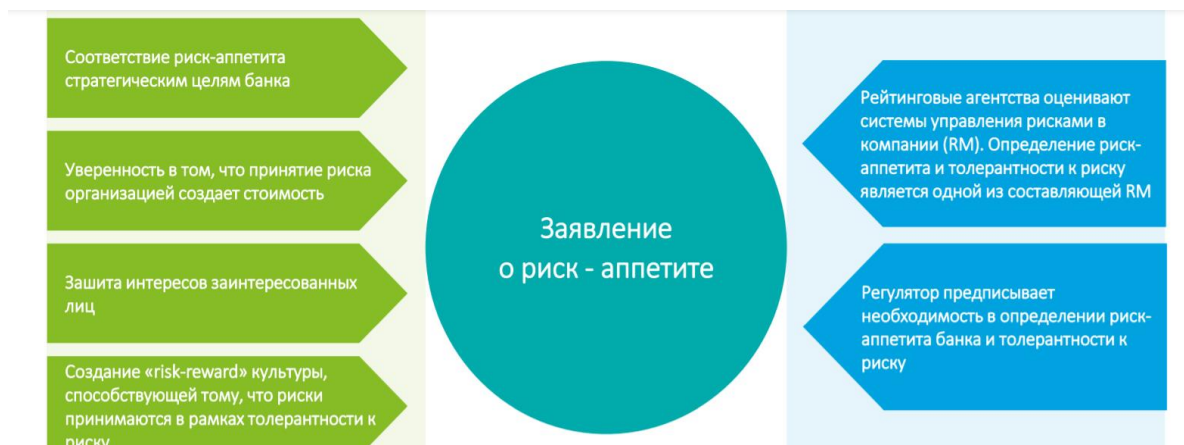 Соответствие риск-аппетита
стратегическим целям банка
Уверенность в том, что принятие риска
организацией создает стоимость
Зашита интересов заинтересованных
лиц
Создание «risk-reward» культуры,
способствующей тому, что риски
принимаются в рамках толерантности к
риску
Заявление
о риск - аппетите
Рейтинговые агентства оценивают
системы управления рисками в
компании (RM). Определение риск-
аппетита и толерантности к риску
является одной из составляющей RM
Регулятор предписывает
необходимость в определении риск-
аппетита банка и толерантности к
риску